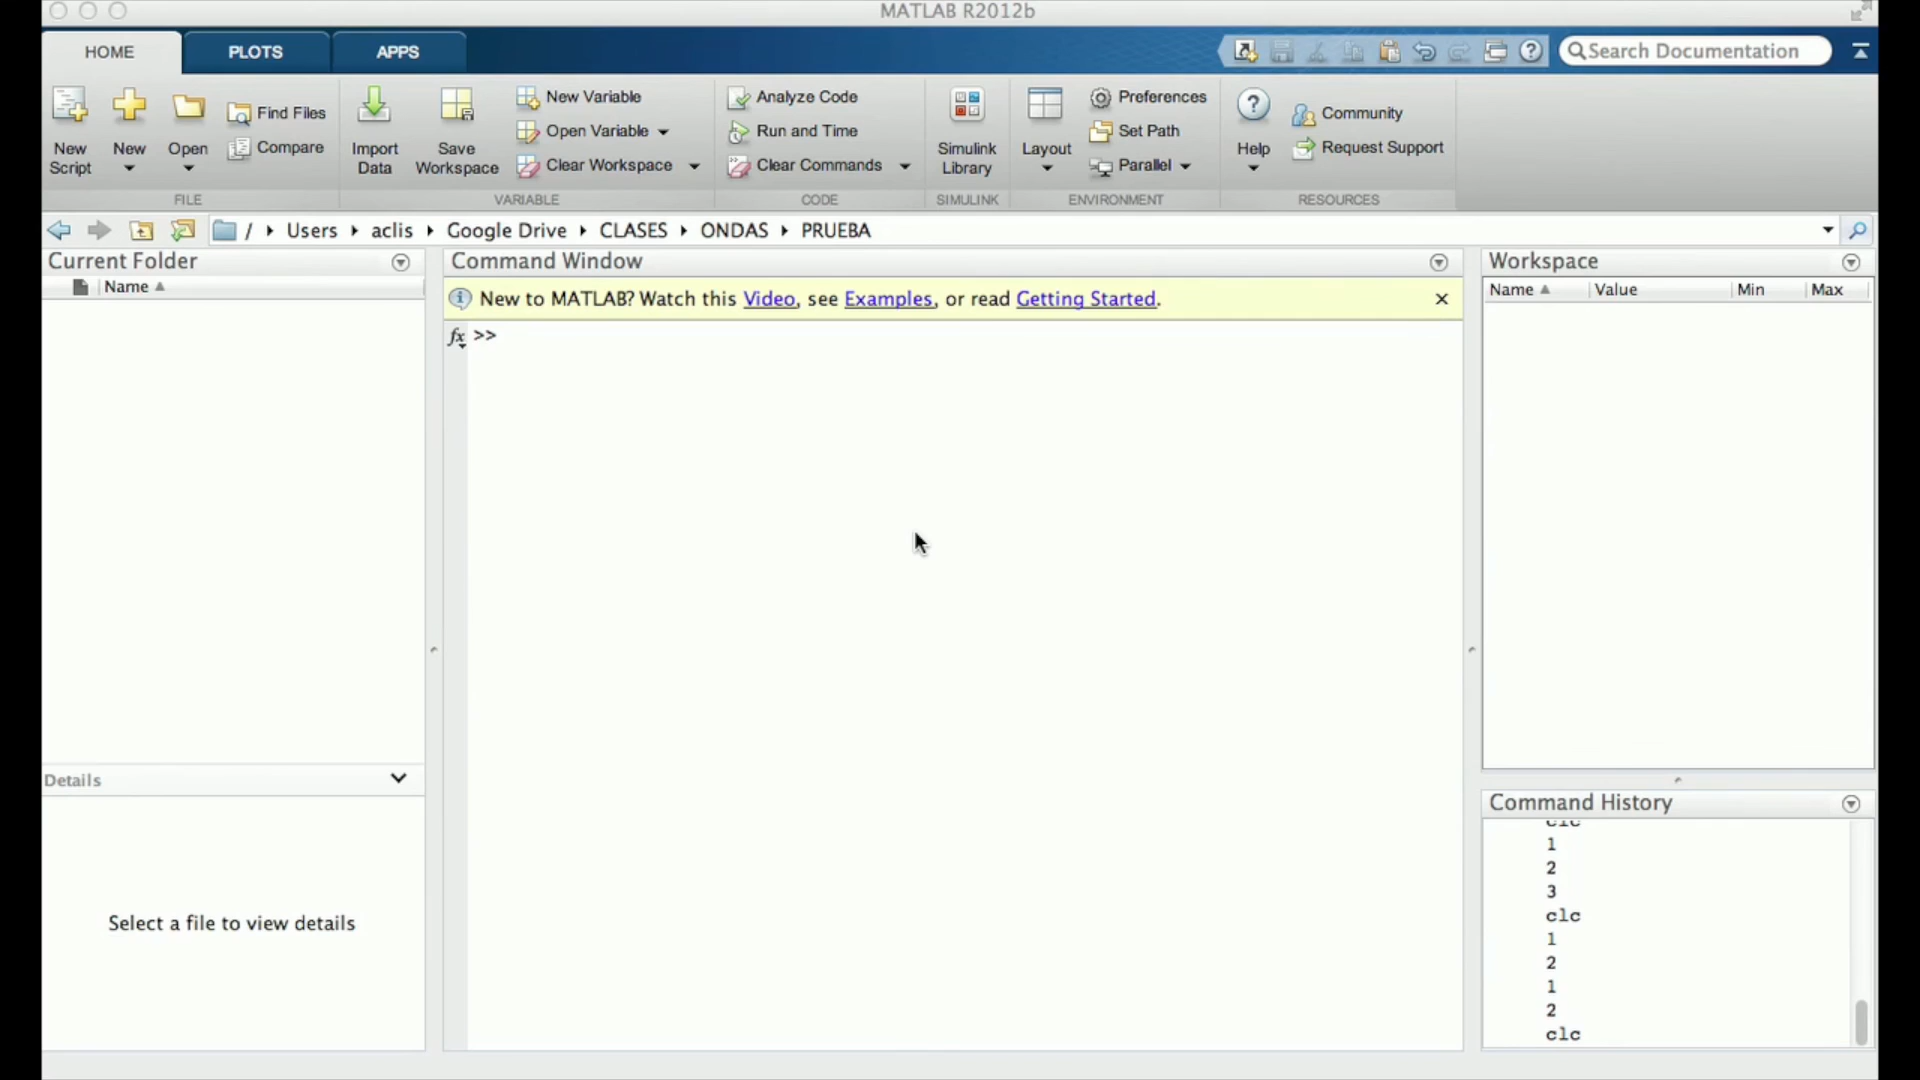 MATLAB R2012b
HOME
PLOTS
APPS
Search Documentation
New Script
New
Open
Find Files
Compare
FILE
Import Data
Save Workspace
New Variable
Open Variable
Clear Workspace
VARIABLE
Analyze Code
Run and Time
Clear Commands
CODE
Simulink Library
SIMULINK
Layout
Preferences
Set Path
Parallel
ENVIRONMENT
Help
Community
Request Support
RESOURCES
/ Users aclis Google Drive CLASES ONDAS PRUEBA
Current Folder
Name
Details
Select a file to view details
Command Window
New to MATLAB? Watch this Video, see Examples, or read Getting Started.
fx >>
Workspace
Name Value Min Max
Command History
clc
1
2
3
clc
1
2
1
2
clc